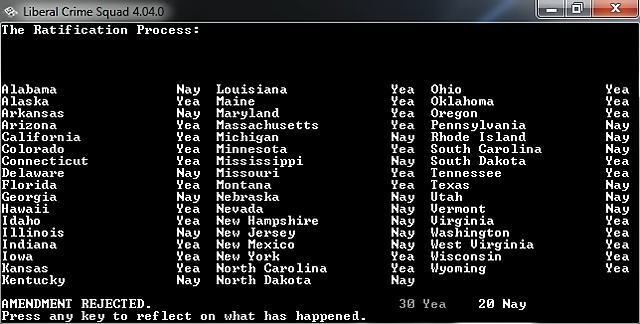 Liberal Crime Squad 4.04.0
The Ratification Process:
Alabama Nay Louisiana Yea Ohio Yea
Alaska Yea Maine Yea Oklahoma Yea
Arkansas Nay Maryland Yea Oregon Yea
Arizona Yea Massachusetts Yea Pennsylvania Nay
California Yea Michigan Nay Rhode Island Nay
Colorado Yea Minnesota Yea South Carolina Nay
Connecticut Yea Mississippi Nay South Dakota Yea
Delaware Nay Missouri Yea Tennessee Yea
Florida Yea Montana Yea Texas Nay
Georgia Nay Nebraska Nay Utah Nay
Hawaii Yea Nevada Yea Vermont Nay
Idaho Yea New Hampshire Nay Virginia Yea
Illinois Nay New Jersey Nay Washington Nay
Indiana Yea New Mexico Nay West Virginia Yea
Iowa Yea New York Yea Wisconsin Yea
Kansas Yea North Carolina Yea Wyoming Yea
Kentucky Nay North Dakota Nay
AMENDMENT REJECTED. 30 Yea 20 Nay
Press any key to reflect on what has happened.